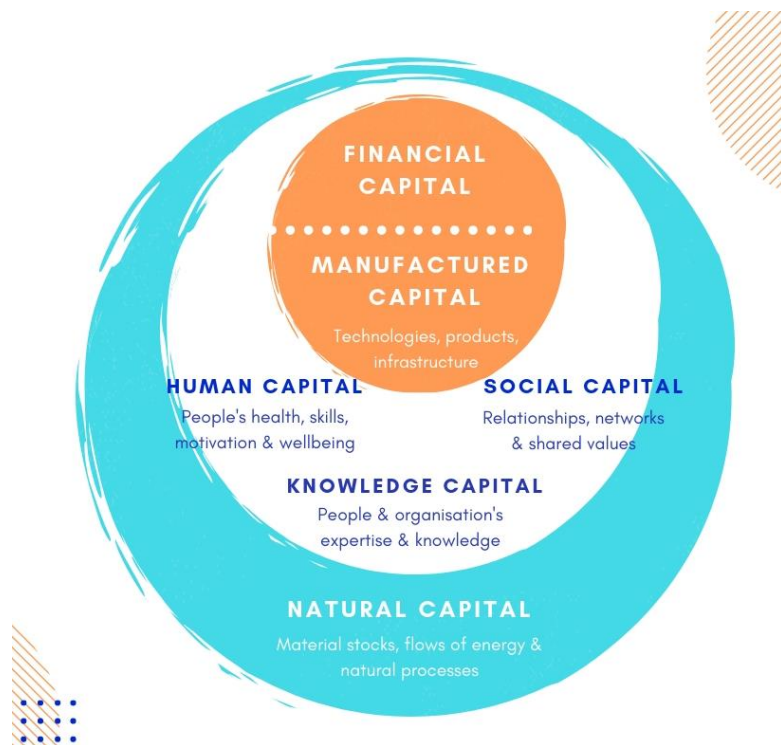 FINANCIAL
CAPITAL
MANUFACTURED
CAPITAL
Technologies, products,
infrastructure
HUMAN CAPITAL
People's health, skills,
motivation & wellbeing
SOCIAL CAPITAL
Relationships, networks
& shared values
KNOWLEDGE CAPITAL
People & organisation's
expertise & knowledge
NATURAL CAPITAL
Material stocks, flows of energy &
natural processes